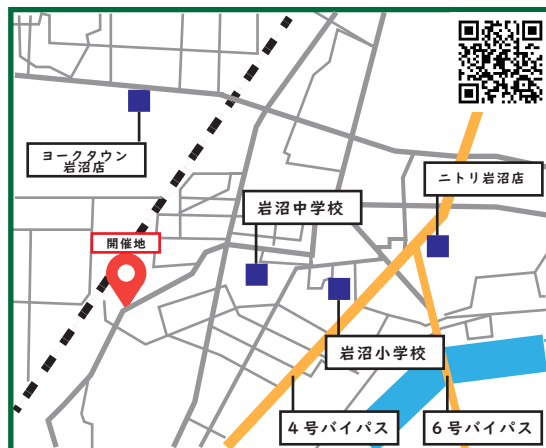 ヨークタウン
岩沼店
ニトリ岩沼店
岩沼中学校
開催地
岩沼小学校
4号バイパス
6号バイパス